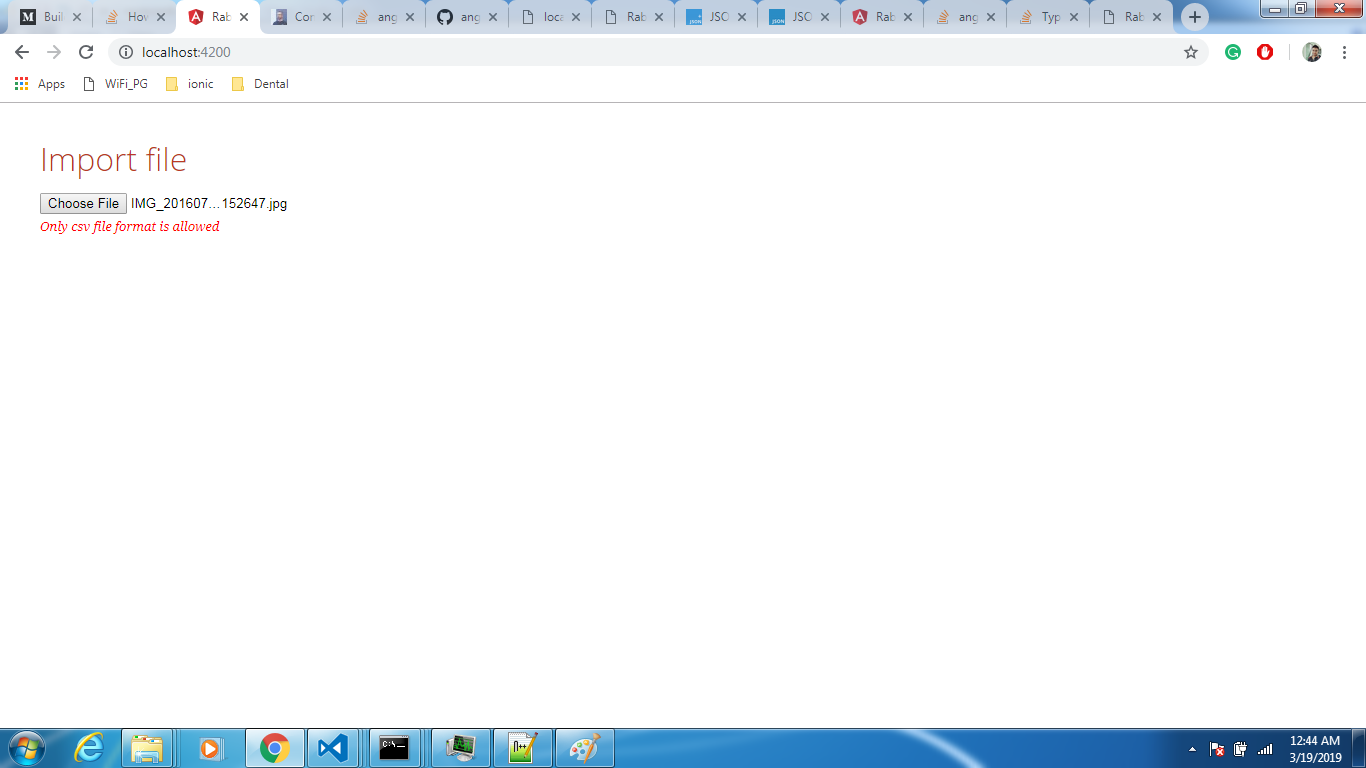 M Buil
How
Rab
Cor
ang
ang
loca
Rab
JSO
JSO
Rab
ang
Typ
Rab
localhost:4200
Apps
WiFi_PG
ionic
Dental
Import file
Choose File IMG_201607...152647.jpg
Only csv file format is allowed
12:44 AM
3/19/2019